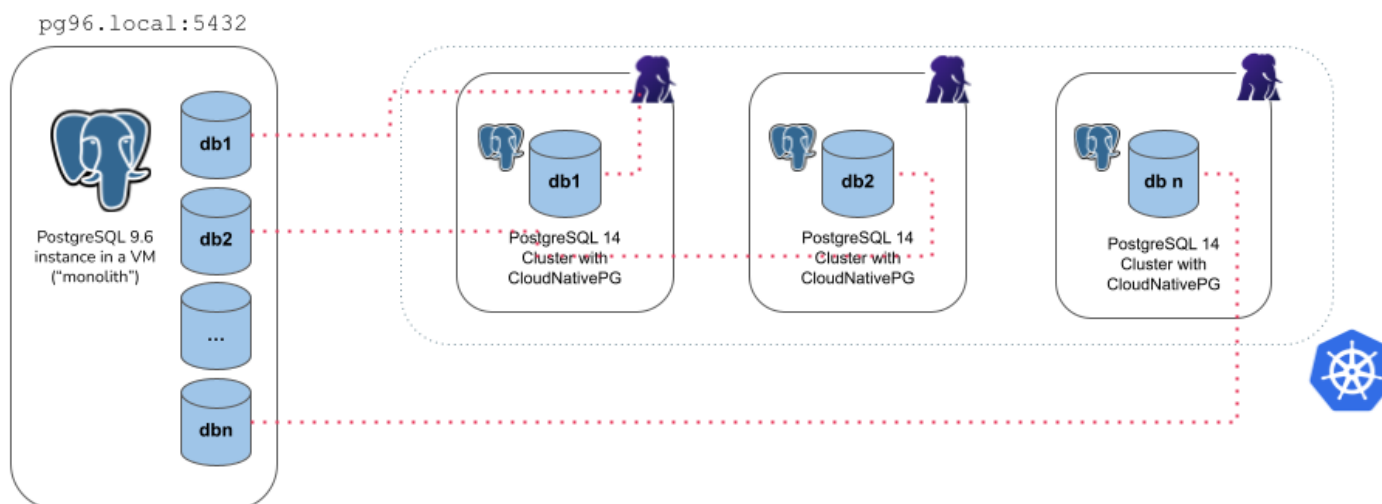 pg96.local:5432
db1
db2
...
dbn
PostgreSQL 9.6
instance in a VM
("monolith")
db1
PostgreSQL 14
Cluster with
CloudNativePG
db2
PostgreSQL 14
Cluster with
CloudNativePG
db n
PostgreSQL 14
Cluster with
CloudNativePG